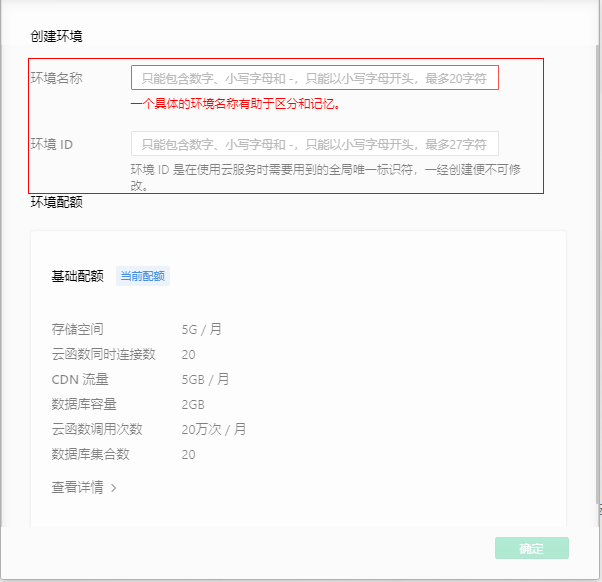 创建环境
环境名称 只能包含数字、小写字母和 -，只能以小写字母开头，最多20字符
一个具体的环境名称有助于区分和记忆。
环境 ID 只能包含数字、小写字母和 -，只能以小写字母开头，最多27字符
环境 ID 是在使用云服务时需要用到的全局唯一标识符，一经创建便不可修
改。
环境配额
基础配额 当前配额
存储空间 5G / 月
云函数同时连接数 20
CDN 流量 5GB / 月
数据库容量 2GB
云函数调用次数 20万次 / 月
数据库集合数 20
查看详情 >
确定